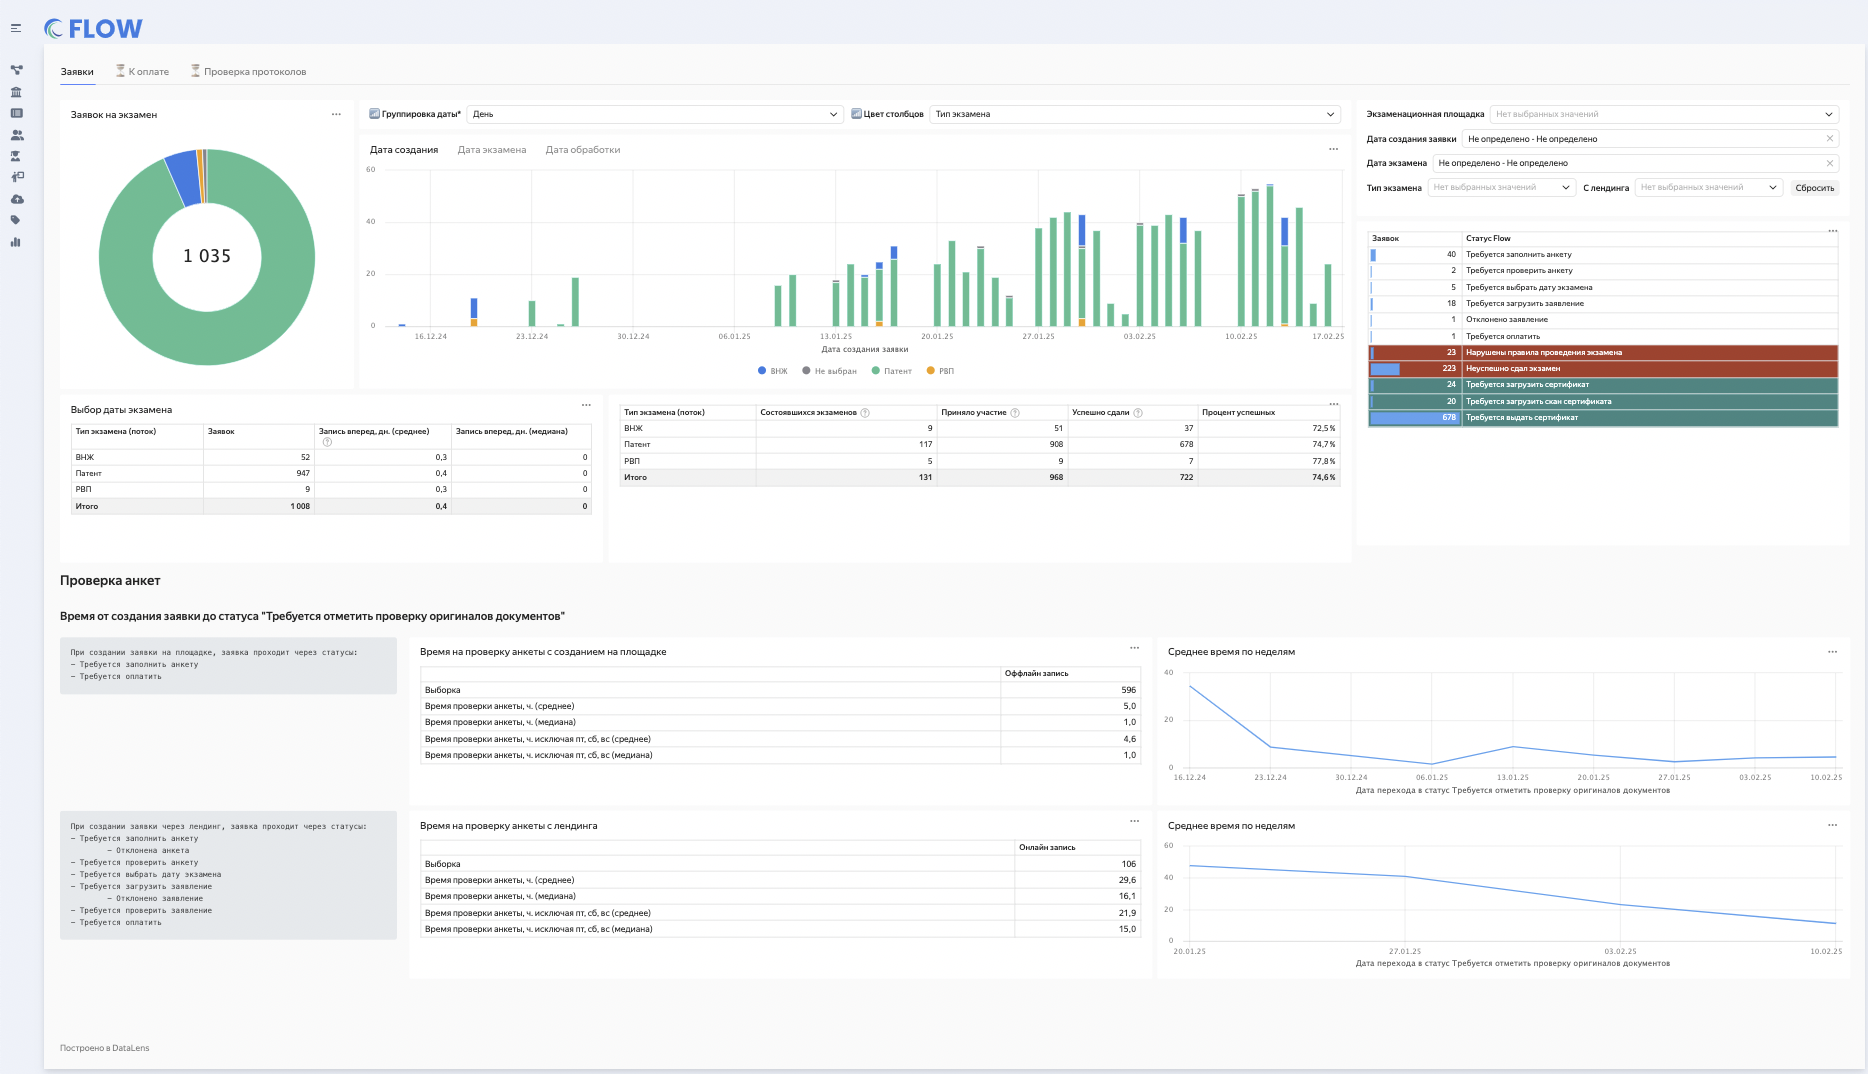 FLOW
Заявки
К оплате
Проверка протоколов
Заявок на экзамен
1 035
Группировка даты*
День
Цвет столбцов
Тип экзамена
Дата создания
Дата экзамена
Дата обработки
60
40
20
0
16.12.24
23.12.24
30.12.24
06.01.25
13.01.25
20.01.25
27.01.25
03.02.25
10.02.25
17.02.25
Дата создания заявки
ВНЖ
Не выбран
Патент
РВП
Экзаменационная площадка
Нет выбранных значений
Дата создания заявки
Не определено - Не определено
Дата экзамена
Не определено - Не определено
Тип экзамена
Нет выбранных значений
С лендинга
Нет выбранных значений
Сбросить
Заявок Статус Flow
40 Требуется заполнить анкету
2 Требуется проверить анкету
5 Требуется выбрать дату экзамена
18 Требуется загрузить заявление
1 Отклонено заявление
1 Требуется оплатить
23 Нарушены правила проведения экзамена
223 Неуспешно сдал экзамен
24 Требуется загрузить сертификат
20 Требуется загрузить скан сертификата
678 Требуется выдать сертификат
Выбор даты экзамена
Тип экзамена (поток) Заявок Запись вперед, дн. (среднее) ? Запись вперед, дн. (медиана)
ВНЖ 52 0,3 0
Патент 947 0,4 0
РВП 9 0,3 0
Итого 1 008 0,4 0
Тип экзамена (поток) Состоявшихся экзаменов ? Приняло участие ? Успешно сдали ? Процент успешных
ВНЖ 9 51 37 72,5%
Патент 117 908 678 74,7%
РВП 5 9 7 77,8%
Итого 131 968 722 74,6%
Проверка анкет
Время от создания заявки до статуса "Требуется отметить проверку оригиналов документов"
При создании заявки на площадке, заявка проходит через статусы:
– Требуется заполнить анкету
– Требуется оплатить
Время на проверку анкеты с созданием на площадке
Оффлайн запись
Выборка 596
Время проверки анкеты, ч. (среднее) 5,0
Время проверки анкеты, ч. (медиана) 1,0
Время проверки анкеты, ч. исключая пт, сб, вс (среднее) 4,6
Время проверки анкеты, ч. исключая пт, сб, вс (медиана) 1,0
Среднее время по неделям
40
20
0
16.12.24
23.12.24
30.12.24
06.01.25
13.01.25
20.01.25
27.01.25
03.02.25
10.02.25
Дата перехода в статус Требуется отметить проверку оригиналов документов
При создании заявки через лендинг, заявка проходит через статусы:
– Требуется заполнить анкету
– Отклонена анкета
– Требуется проверить анкету
– Требуется выбрать дату экзамена
– Требуется загрузить заявление
– Отклонено заявление
– Требуется проверить заявление
– Требуется оплатить
Время на проверку анкеты с лендинга
Онлайн запись
Выборка 106
Время проверки анкеты, ч. (среднее) 29,6
Время проверки анкеты, ч. (медиана) 16,1
Время проверки анкеты, ч. исключая пт, сб, вс (среднее) 21,9
Время проверки анкеты, ч. исключая пт, сб, вс (медиана) 15,0
Среднее время по неделям
60
40
20
0
20.01.25
27.01.25
03.02.25
10.02.25
Дата перехода в статус Требуется отметить проверку оригиналов документов
Построено в DataLens